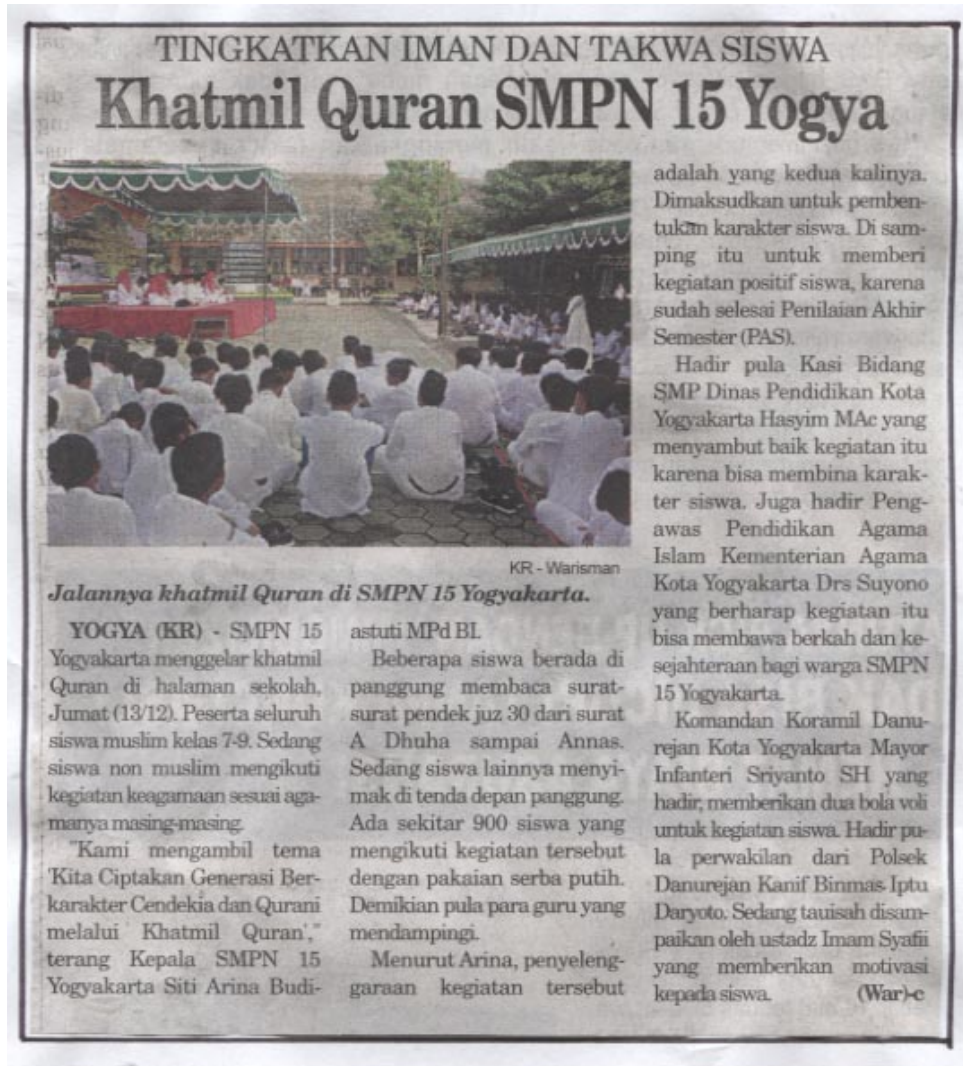 TINGKATKAN IMAN DAN TAKWA SISWA
Khatmil Quran SMPN 15 Yogya
KR - Warisman
Jalannya khatmil Quran di SMPN 15 Yogyakarta.
YOGYA (KR) - SMPN 15
Yogyakarta menggelar khatmil
Quran di halaman sekolah,
Jumat (13/12). Peserta seluruh
siswa muslim kelas 7-9. Sedang
siswa non muslim mengikuti
kegiatan keagamaan sesuai aga-
manya masing-masing.
"Kami mengambil tema
'Kita Ciptakan Generasi Ber-
karakter Cendekia dan Qurani
melalui Khatmil Quran',"
terang Kepala SMPN 15
Yogyakarta Siti Arina Budi-
astuti MPd BI.
Beberapa siswa berada di
panggung membaca surat-
surat pendek juz 30 dari surat
A Dhuha sampai Annas.
Sedang siswa lainnya menyi-
mak di tenda depan panggung.
Ada sekitar 900 siswa yang
mengikuti kegiatan tersebut
dengan pakaian serba putih.
Demikian pula para guru yang
mendampingi.
Menurut Arina, penyeleng-
garaan kegiatan tersebut
adalah yang kedua kalinya.
Dimaksudkan untuk pemben-
tukan karakter siswa. Di sam-
ping itu untuk memberi
kegiatan positif siswa, karena
sudah selesai Penilaian Akhir
Semester (PAS).
Hadir pula Kasi Bidang
SMP Dinas Pendidikan Kota
Yogyakarta Hasyim MAc yang
menyambut baik kegiatan itu
karena bisa membina karak-
ter siswa. Juga hadir Peng-
awas Pendidikan Agama
Islam Kementerian Agama
Kota Yogyakarta Drs Suyono
yang berharap kegiatan itu
bisa membawa berkah dan ke-
sejahteraan bagi warga SMPN
15 Yogyakarta.
Komandan Koramil Danu-
rejan Kota Yogyakarta Mayor
Infanteri Sriyanto SH yang
hadir, memberikan dua bola voli
untuk kegiatan siswa. Hadir pu-
la perwakilan dari Polsek
Danurejan Kanif Binmas Iptu
Daryoto. Sedang tauisah disam-
paikan oleh ustadz Imam Syafii
yang memberikan motivasi
kepada siswa. (War)-c